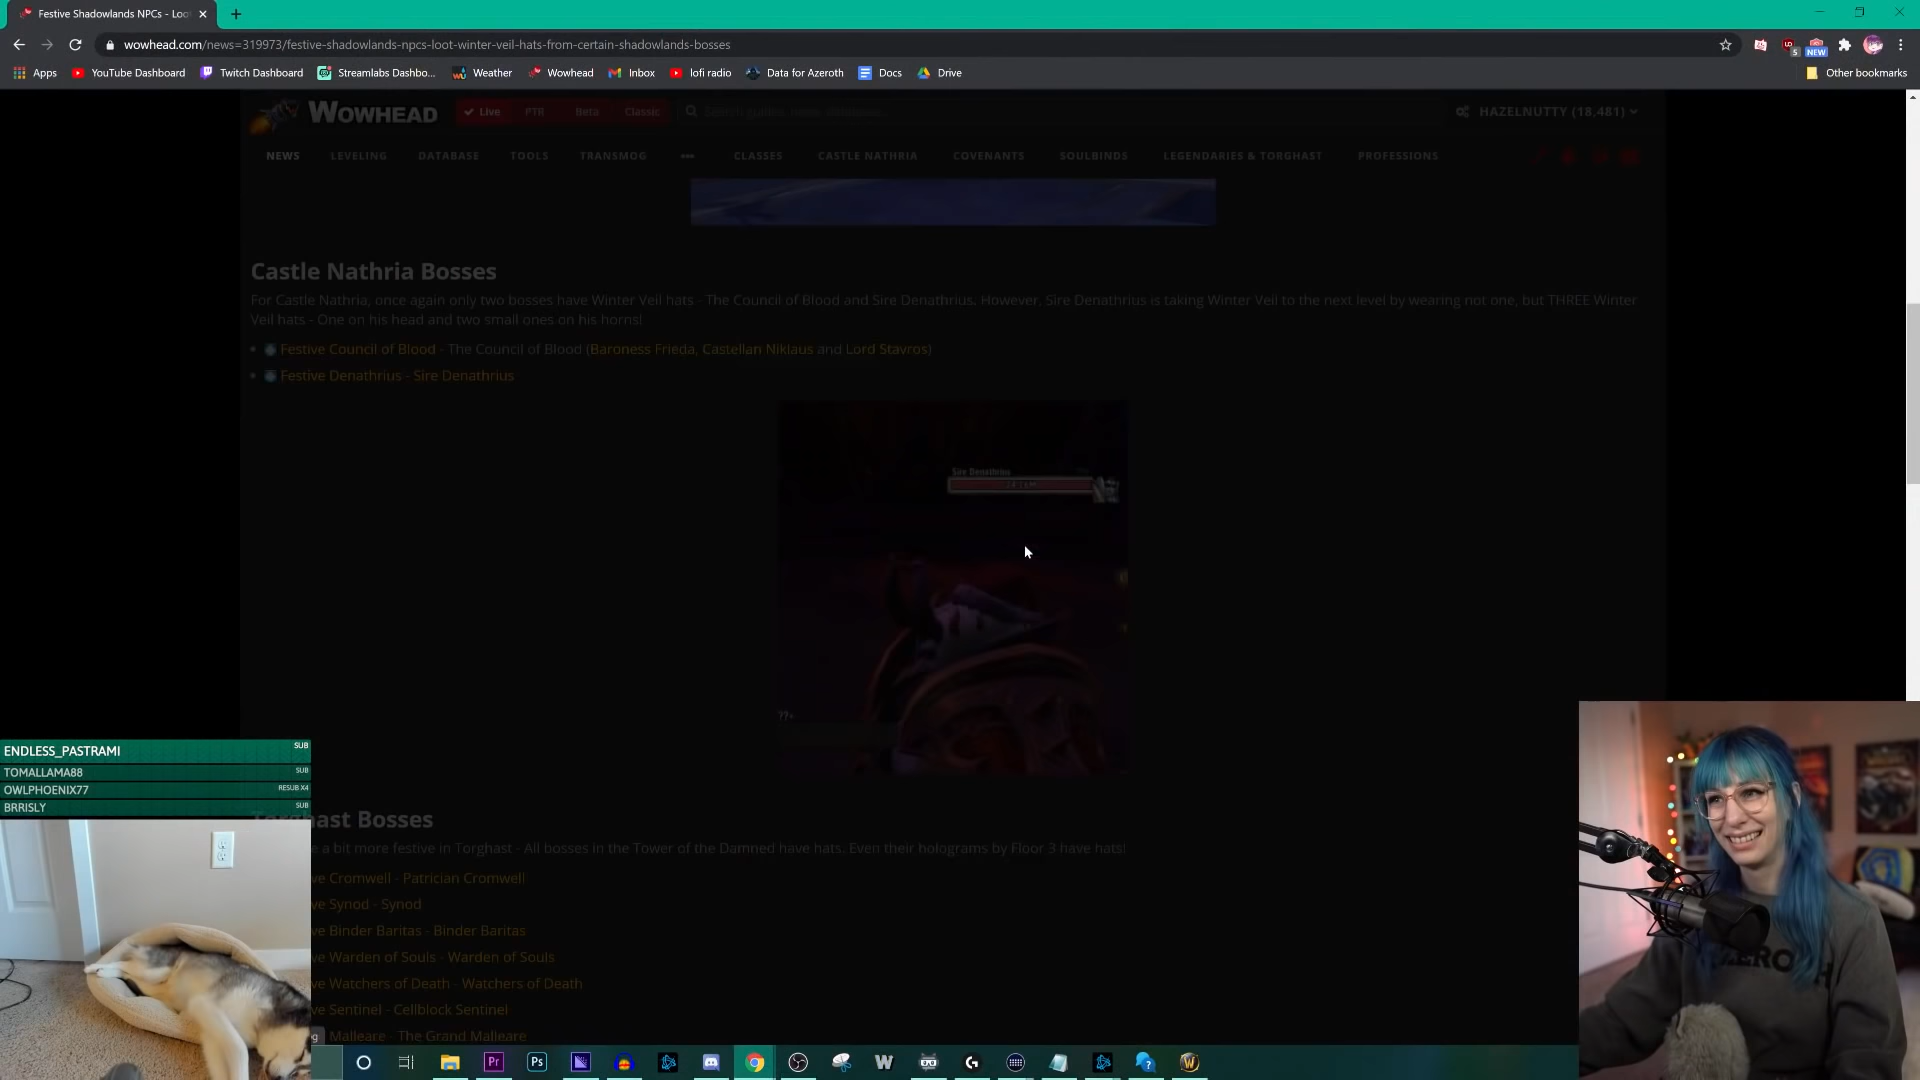 Festive Shadowlands NPCs - Loo
wowhead.com/news=319973/festive-shadowlands-npcs-loot-winter-veil-hats-from-certain-shadowlands-bosses
5
NEW
Apps
YouTube Dashboard
Twitch Dashboard
Streamlabs Dashbo...
Weather
Wowhead
Inbox
lofi radio
Data for Azeroth
Docs
Drive
Other bookmarks
WOWHEAD
Live
PTR
Beta
Classic
HAZELNUTTY (18,481)
NEWS
LEVELING
DATABASE
TOOLS
TRANSMOG
CLASSES
CASTLE NATHRIA
COVENANTS
SOULBINDS
LEGENDARIES & TORGHAST
PROFESSIONS
Castle Nathria Bosses
For Castle Nathria, once again only two bosses have Winter Veil hats - The Council of Blood and Sire Denathrius. However, Sire Denathrius is taking Winter Veil to the next level by wearing not one, but THREE Winter
Veil hats - One on his head and two small ones on his horns!
Festive Council of Blood - The Council of Blood (Baroness Frieda, Castellan Niklaus and Lord Stavros)
Festive Denathrius - Sire Denathrius
Sire Denathrius
??+
ENDLESS_PASTRAMI SUB
TOMALLAMA88 SUB
OWLPHOENIX77 RESUB X4
BRRISLY SUB
Torghast Bosses
e a bit more festive in Torghast - All bosses in the Tower of the Damned have hats. Even their holograms by Floor 3 have hats!
ve Cromwell - Patrician Cromwell
ve Synod - Synod
ve Binder Baritas - Binder Baritas
ve Warden of Souls - Warden of Souls
ve Watchers of Death - Watchers of Death
ve Sentinel - Cellblock Sentinel
Malleare - The Grand Malleare
Pr
Ps
W